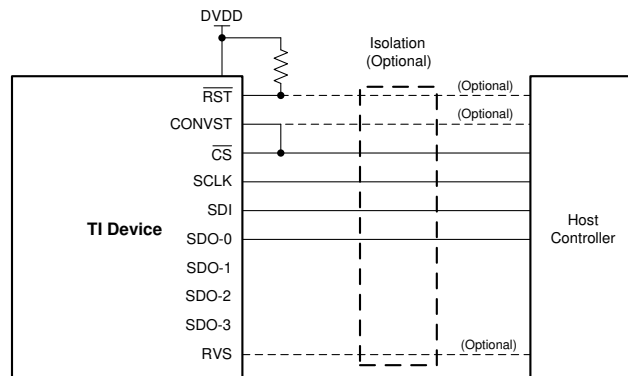 DVDD
Isolation
(Optional)
RST
(Optional)
CONVST
(Optional)
CS
SCLK
SDI
TI Device
SDO-0
Host
Controller
SDO-1
SDO-2
SDO-3
RVS
(Optional)